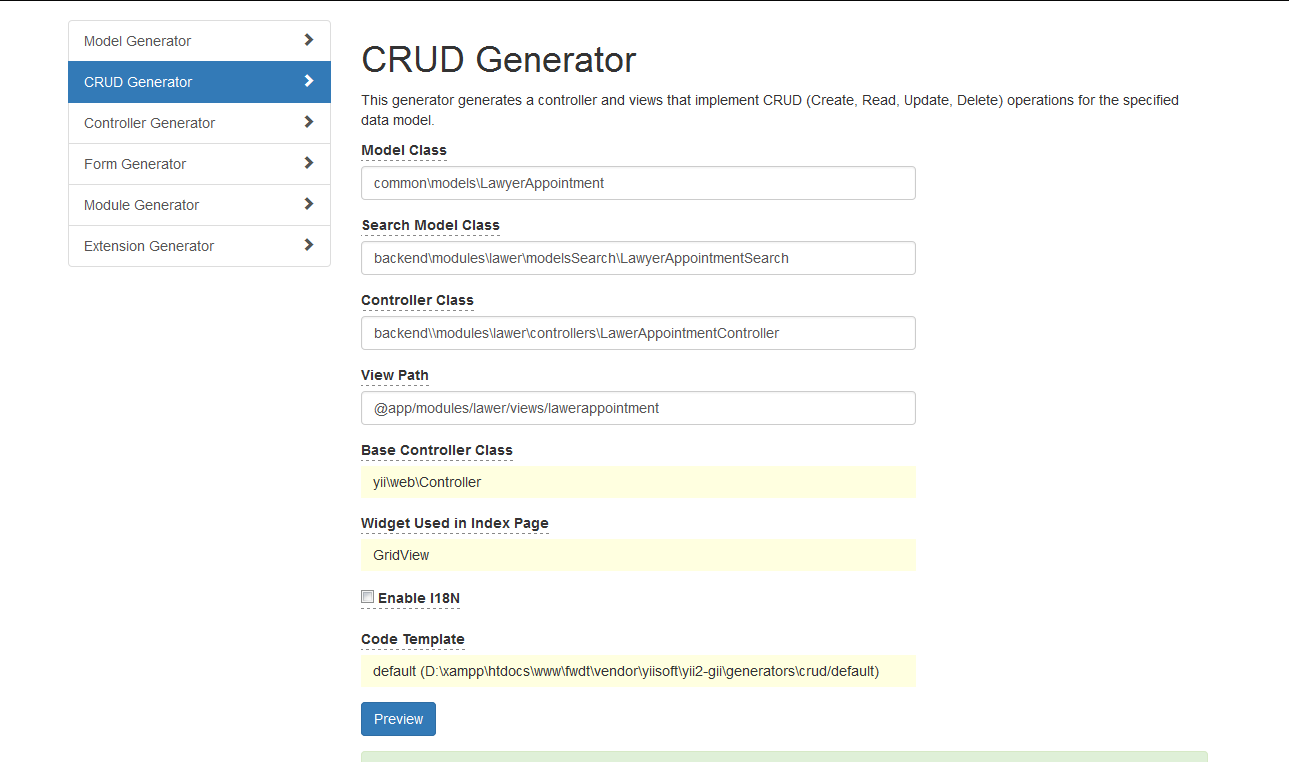 Model Generator
CRUD Generator
Controller Generator
Form Generator
Module Generator
Extension Generator
CRUD Generator
This generator generates a controller and views that implement CRUD (Create, Read, Update, Delete) operations for the specified
data model.
Model Class
common\models\LawyerAppointment
Search Model Class
backend\modules\lawer\modelsSearch\LawyerAppointmentSearch
Controller Class
backend\\modules\lawer\controllers\LawerAppointmentController
View Path
@app/modules/lawer/views/lawerappointment
Base Controller Class
yii\web\Controller
Widget Used in Index Page
GridView
Enable I18N
Code Template
default (D:\xampp\htdocs\www\fwdt\vendor\yiisoft\yii2-gii\generators\crud/default)
Preview